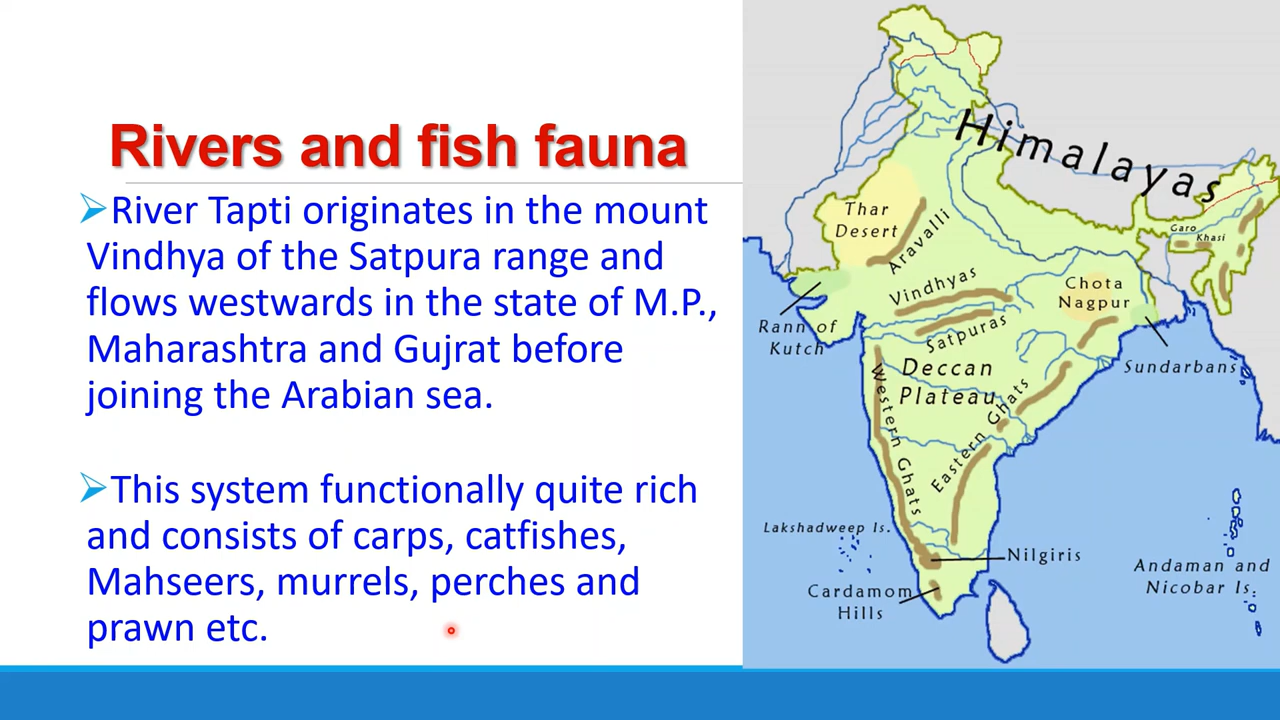 Rivers and fish fauna
➢River Tapti originates in the mount
Vindhya of the Satpura range and
flows westwards in the state of M.P.,
Maharashtra and Gujrat before
joining the Arabian sea.
➢This system functionally quite rich
and consists of carps, catfishes,
Mahseers, murrels, perches and
prawn etc.
Himalayas
Thar
Desert
Aravalli
Garo
Khasi
Vindhyas
Chota
Nagpur
Rann of
Kutch
Satpuras
Sundarbans
Deccan
Plateau
Western Ghats
Eastern Ghats
Lakshadweep Is.
Nilgiris
Andaman and
Nicobar Is.
Cardamom
Hills